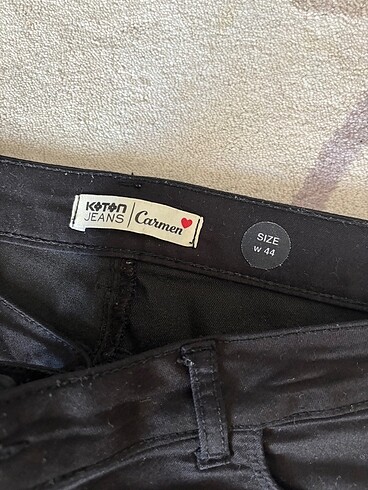 KOTON
JEANS
Carmen
SIZE
W 44